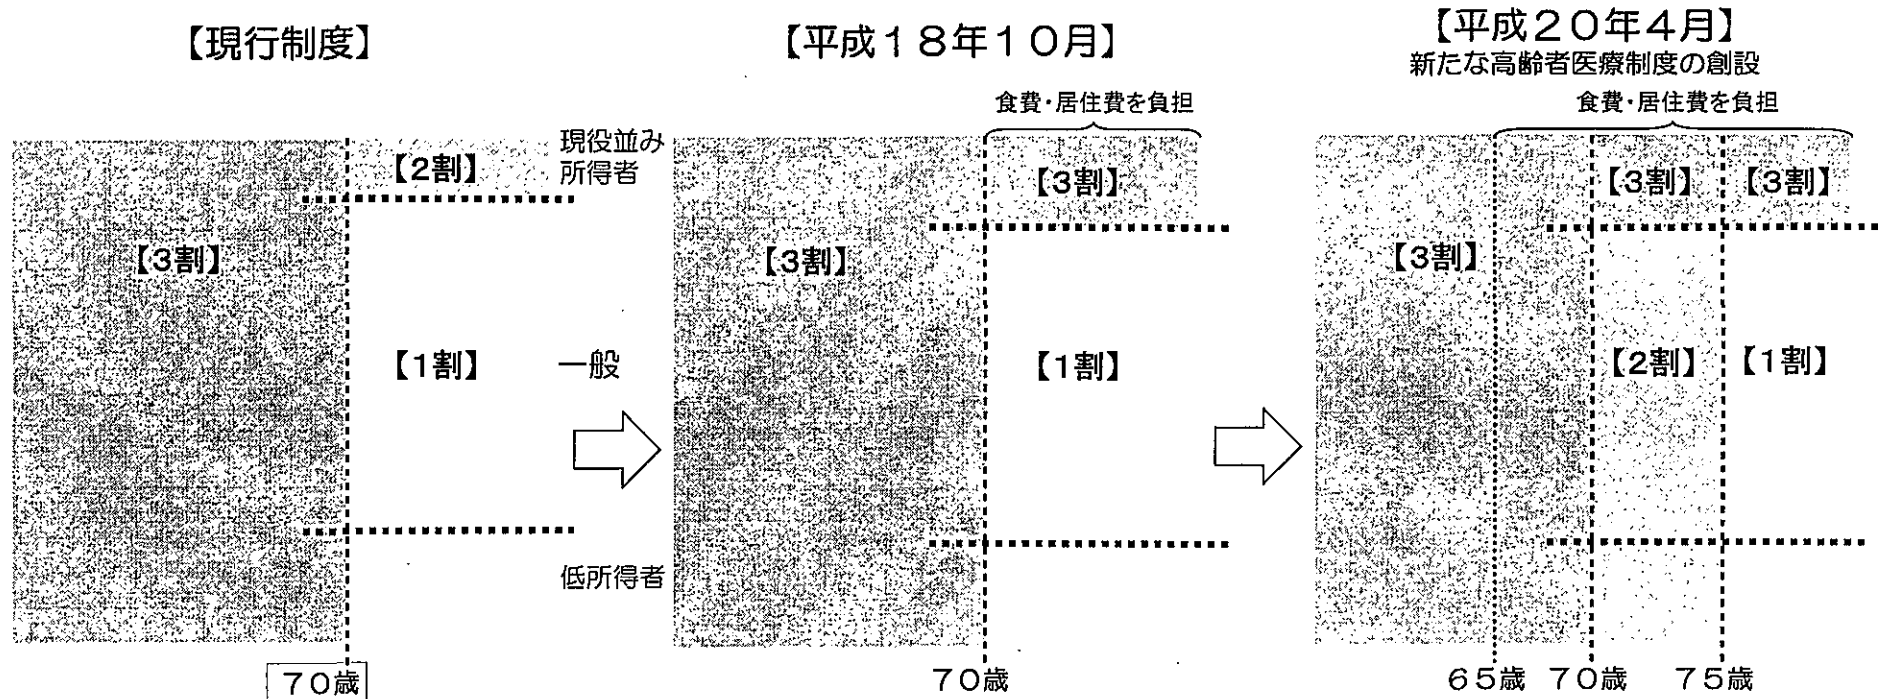 【現行制度】
現役並み
所得者
【2割】
【3割】
【1割】
一般
低所得者
７０歳
【平成１８年１０月】
食費・居住費を負担
【3割】
【3割】
【1割】
７０歳
【平成２０年４月】
新たな高齢者医療制度の創設
食費・居住費を負担
【3割】
【3割】
【3割】
【2割】
【1割】
６５歳
７０歳
７５歳